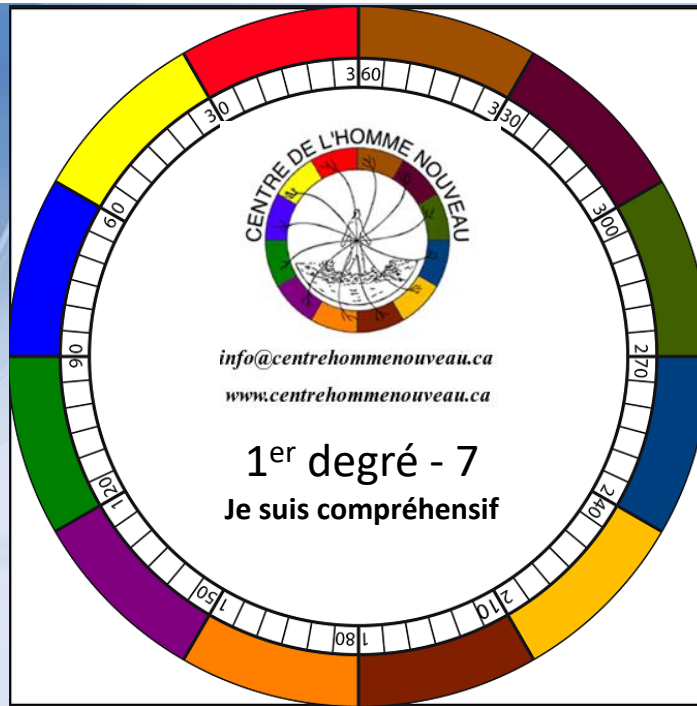 360
330
300
270
240
210
180
150
120
90
60
30
CENTRE DE L'HOMME NOUVEAU
info@centrehommenouveau.ca
www.centrehommenouveau.ca
1er degré - 7
Je suis compréhensif